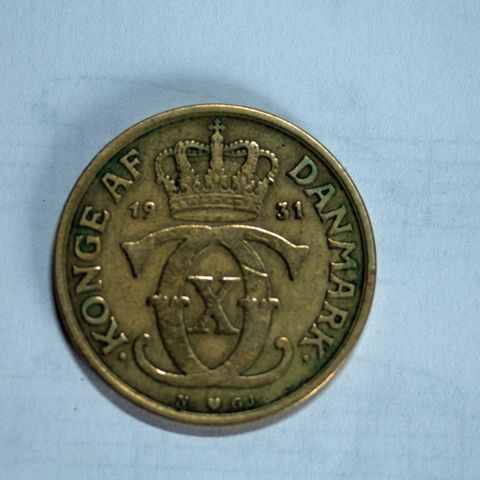 KONGE AF DANMARK
19 31
X
N ♥ GJ